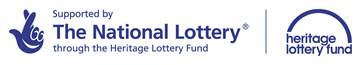 Supported by
The National Lottery®
through the Heritage Lottery Fund
heritage
lottery fund